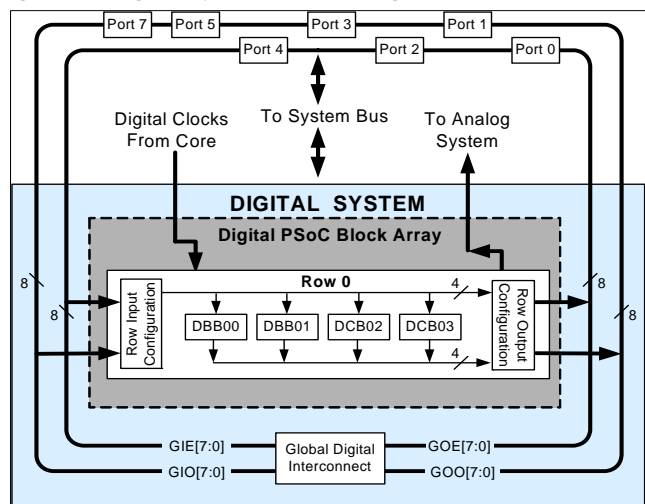 Port 7
Port 5
Port 3
Port 1
Port 4
Port 2
Port 0
Digital Clocks
From Core
To System Bus
To Analog
System
DIGITAL SYSTEM
Digital PSoC Block Array
Row 0
Row Input
Configuration
DBB00
DBB01
DCB02
DCB03
4
4
Row Output
Configuration
8
8
8
8
GIE[7:0]
GIO[7:0]
Global Digital
Interconnect
GOE[7:0]
GOO[7:0]